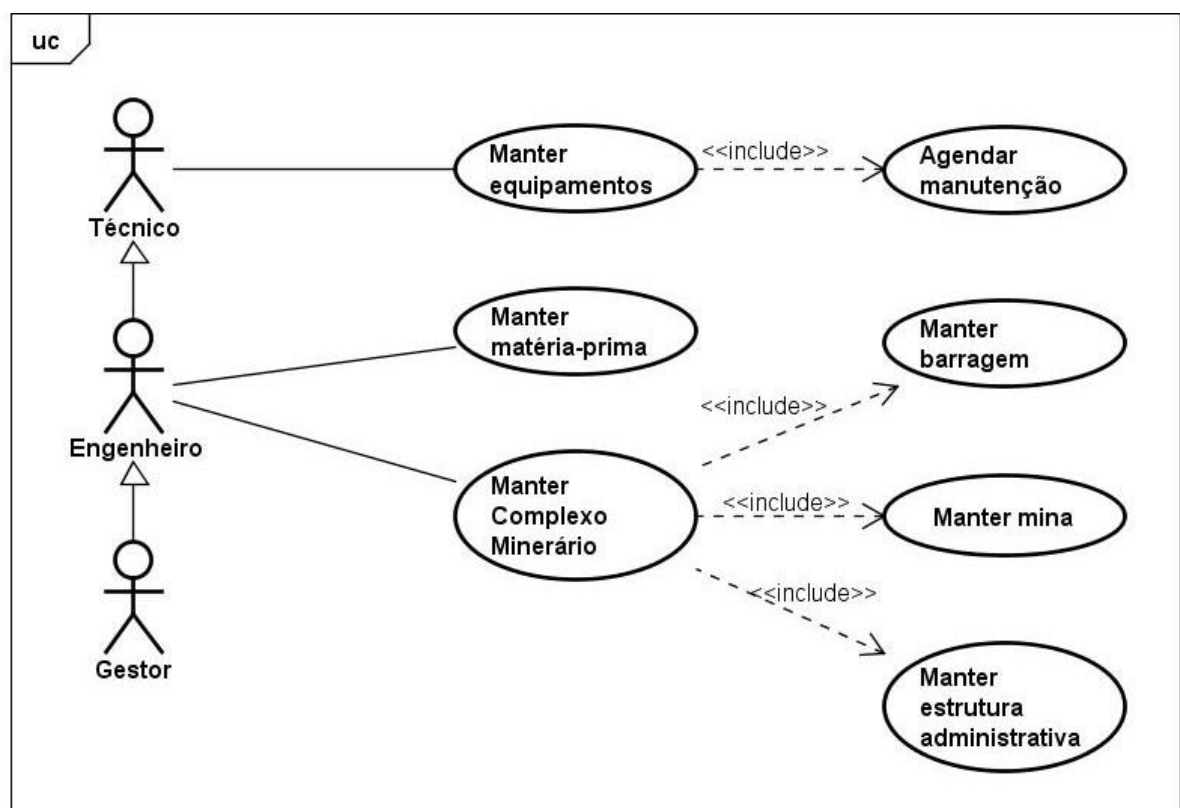 uc
Técnico
Manter
equipamentos
<<include>>
Agendar
manutenção
Engenheiro
Manter
matéria-prima
Manter
Complexo
Minerário
<<include>>
Manter
barragem
<<include>>
Manter mina
<<include>>
Manter
estrutura
administrativa
Gestor